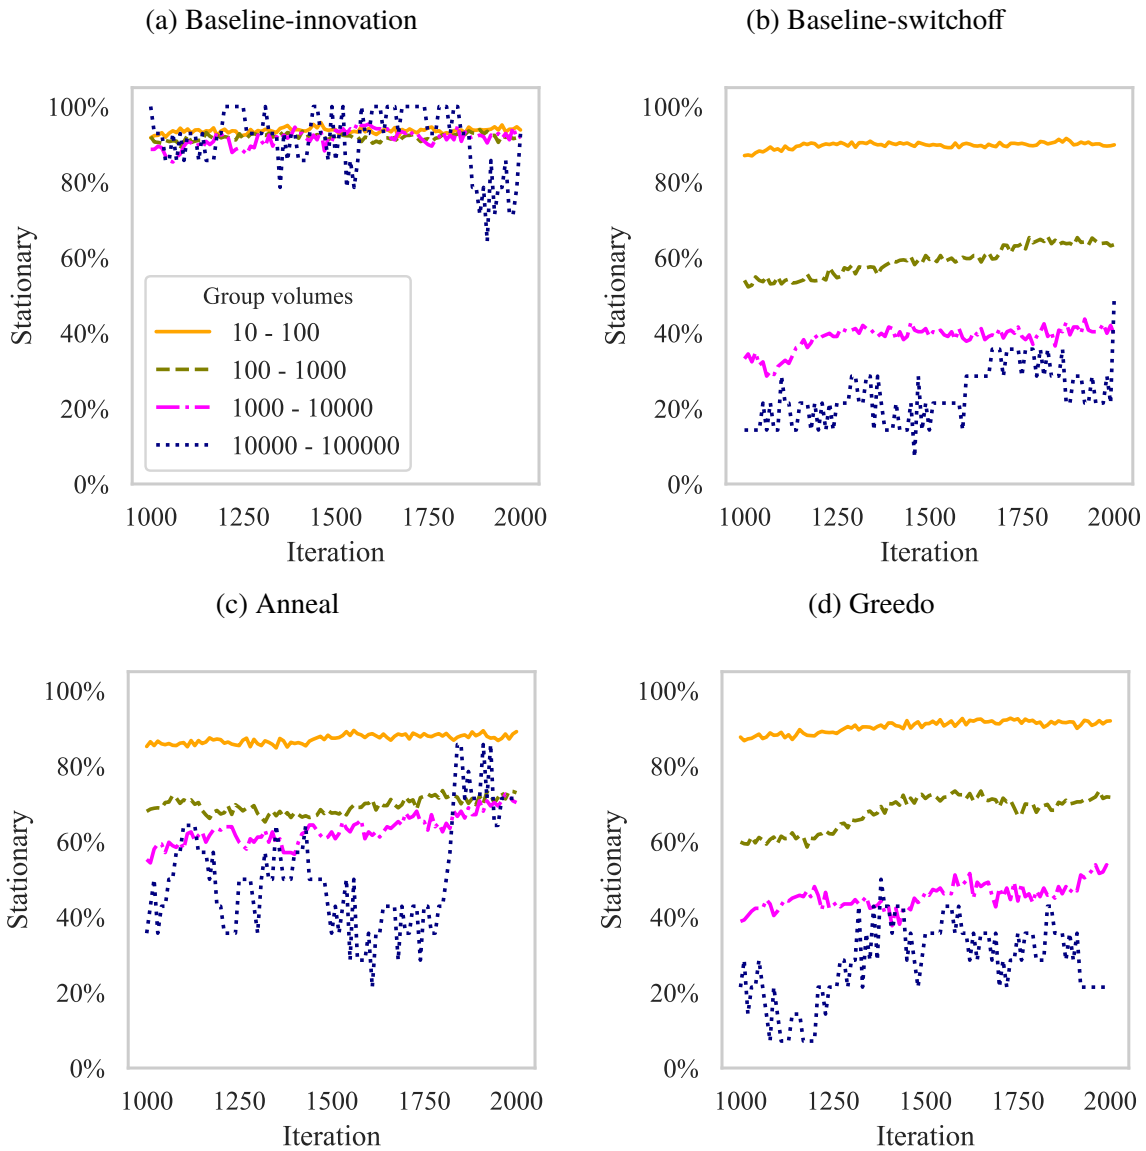 (a) Baseline-innovation
100%
80%
60%
40%
20%
0%
Stationary
Group volumes
10 - 100
100 - 1000
1000 - 10000
10000 - 100000
1000 1250 1500 1750 2000
Iteration
(b) Baseline-switchoff
100%
80%
60%
40%
20%
0%
Stationary
1000 1250 1500 1750 2000
Iteration
(c) Anneal
100%
80%
60%
40%
20%
0%
Stationary
1000 1250 1500 1750 2000
Iteration
(d) Greedo
100%
80%
60%
40%
20%
0%
Stationary
1000 1250 1500 1750 2000
Iteration